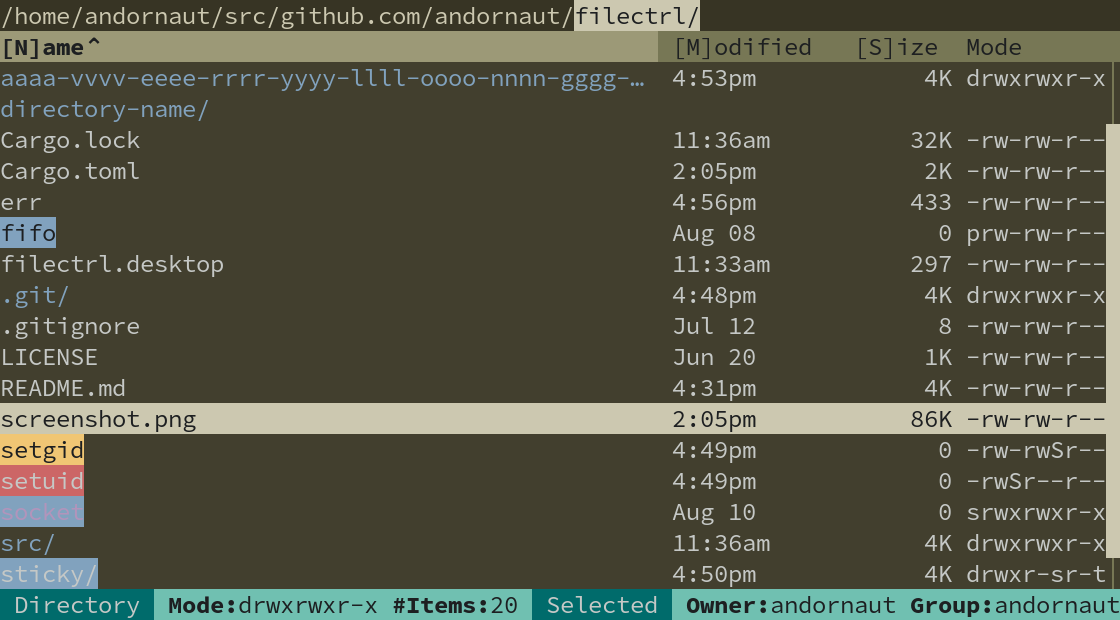 /home/andornaut/src/github.com/andornaut/filectrl/
[N]ame^ [M]odified [S]ize Mode
aaaa-vvvv-eeee-rrrr-yyyy-llll-oooo-nnnn-gggg-… 4:53pm 4K drwxrwxr-x
directory-name/
Cargo.lock 11:36am 32K -rw-rw-r--
Cargo.toml 2:05pm 2K -rw-rw-r--
err 4:56pm 433 -rw-rw-r--
fifo Aug 08 0 prw-rw-r--
filectrl.desktop 11:33am 297 -rw-rw-r--
.git/ 4:48pm 4K drwxrwxr-x
.gitignore Jul 12 8 -rw-rw-r--
LICENSE Jun 20 1K -rw-rw-r--
README.md 4:31pm 4K -rw-rw-r--
screenshot.png 2:05pm 86K -rw-rw-r--
setgid 4:49pm 0 -rw-rwSr--
setuid 4:49pm 0 -rwSr--r--
socket Aug 10 0 srwxrwxr-x
src/ 11:36am 4K drwxrwxr-x
sticky/ 4:50pm 4K drwxr-sr-t
Directory Mode:drwxrwxr-x #Items:20 Selected Owner:andornaut Group:andornaut